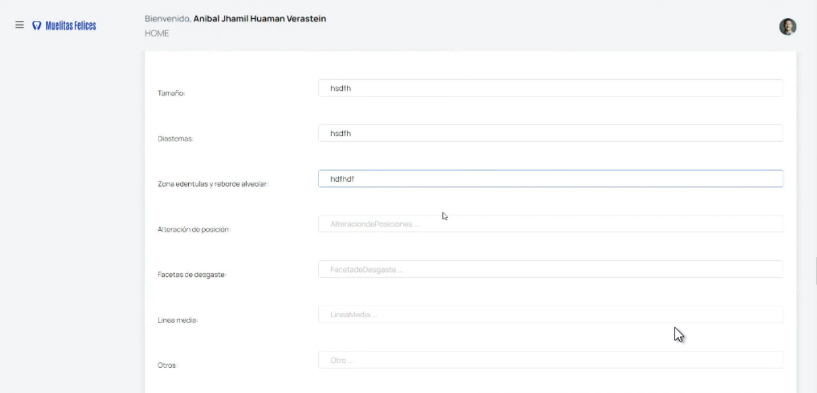 Bienvenido, Anibal Jhamil Huaman Verastein
Muelitas Felices
HOME
Tamaño: hsdfh
Diastomas: hsdfh
Zona edentulas y reborde alveolar: hdfhdf
Alteración de posición: AlteraciondePosiciones...
Facetas de desgaste: FacetadeDesgaste...
Linea media: LineaMedia...
Otros: Otro...